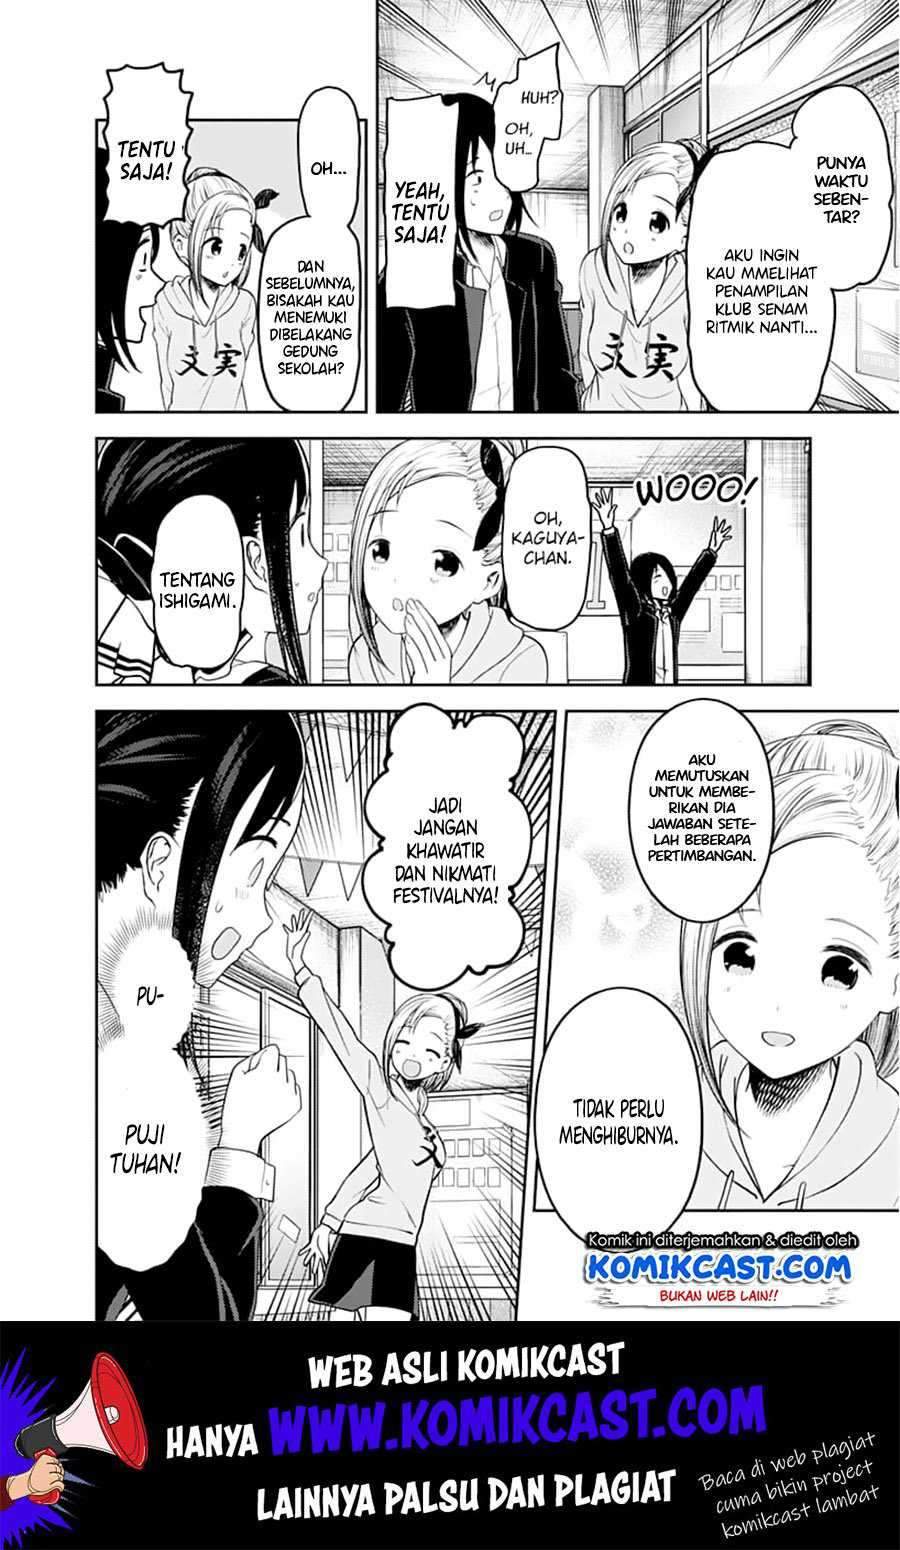 PUNYA
WAKTU
SEBEN-
TAR?
AKU INGIN
KAU MMELIHAT
PENAMPILAN
KLUB SENAM
RITMIK NANTI...
HUH?
OH,
UH...
YEAH,
TENTU
SAJA!
OH...
DAN
SEBELUMNYA,
BISAKAH KAU
MENEMUKI
DIBELAKANG
GEDUNG
SEKOLAH?
TENTU
SAJA!
文実
文実
WOOO!
OH,
KAGUYA-
CHAN.
TENTANG
ISHIGAMI.
AKU
MEMUTUSKAN
UNTUK MEMBE-
RIKAN DIA
JAWABAN SETE-
LAH BEBERAPA
PERTIMBANGAN.
TIDAK PERLU
MENGHIBURNYA.
JADI
JANGAN
KHAWATIR
DAN NIKMATI
FESTIVALNYA!
文
PU-
PUJI
TUHAN!
Komik ini diterjemahkan & diedit oleh
KOMIKCAST.COM
BUKAN WEB LAIN!!
WEB ASLI KOMIKCAST
HANYA WWW.KOMIKCAST.COM
LAINNYA PALSU DAN PLAGIAT
Baca di web plagiat
cuma bikin project
komikcast lambat